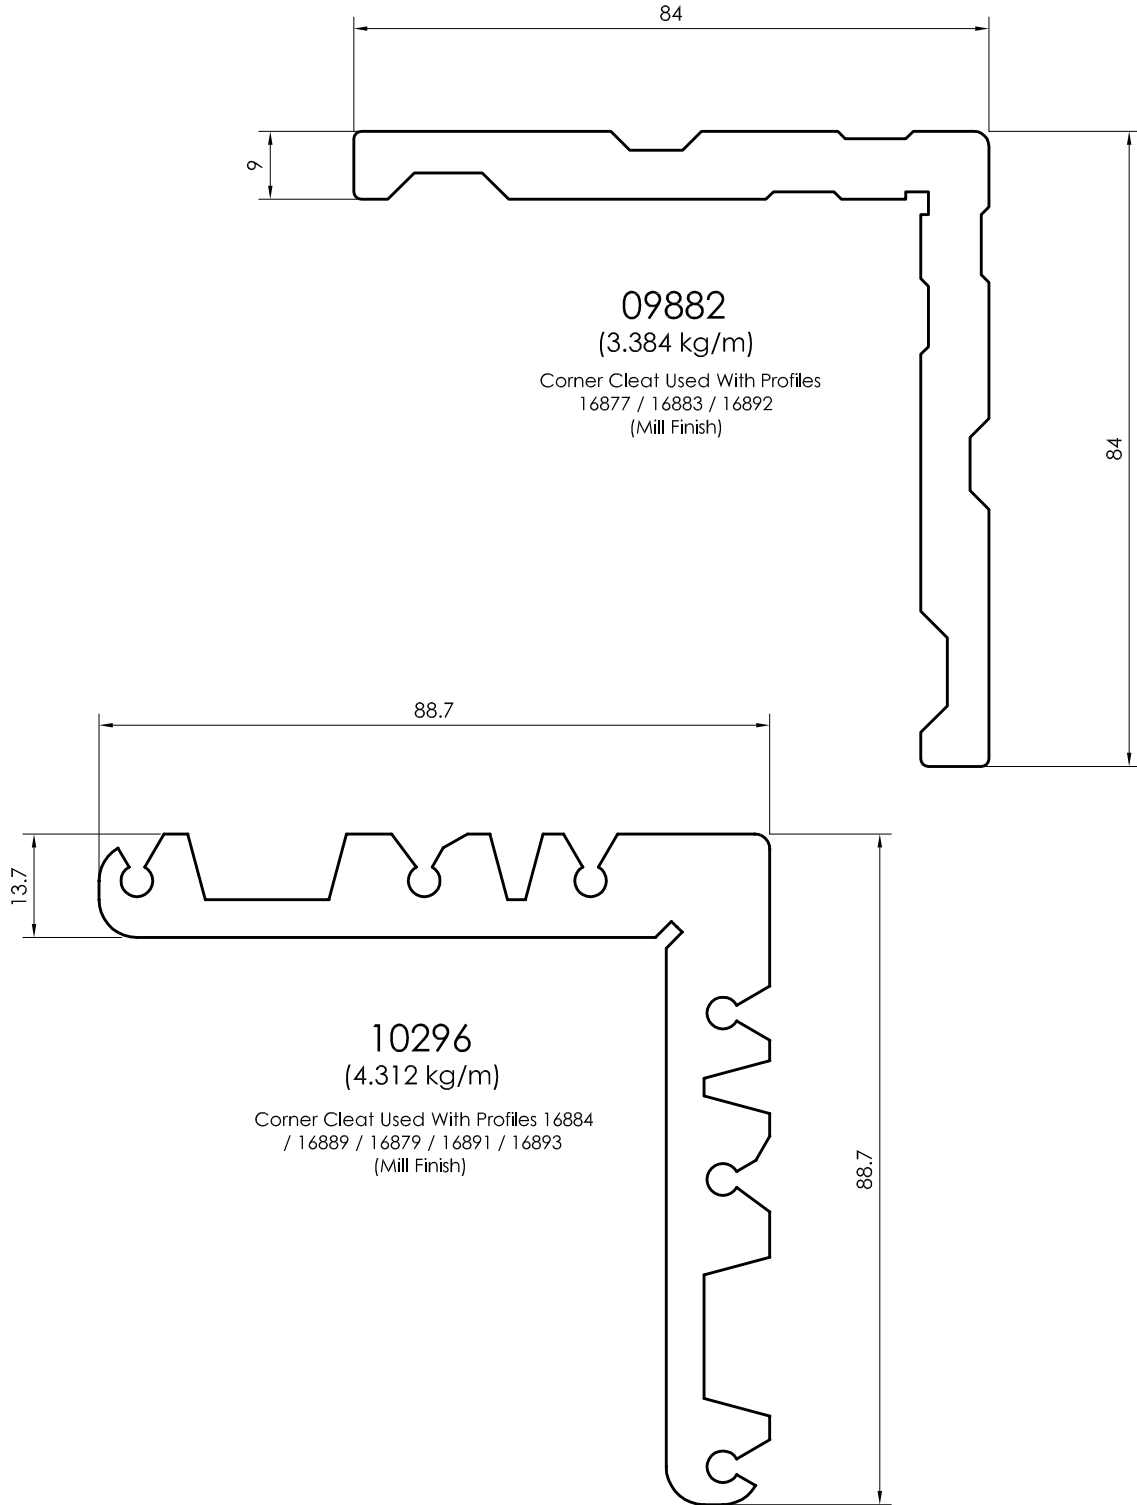 84
9
09882
(3.384 kg/m)
Corner Cleat Used With Profiles
16877 / 16883 / 16892
(Mill Finish)
84
88.7
13.7
10296
(4.312 kg/m)
Corner Cleat Used With Profiles 16884
/ 16889 / 16879 / 16891 / 16893
(Mill Finish)
88.7